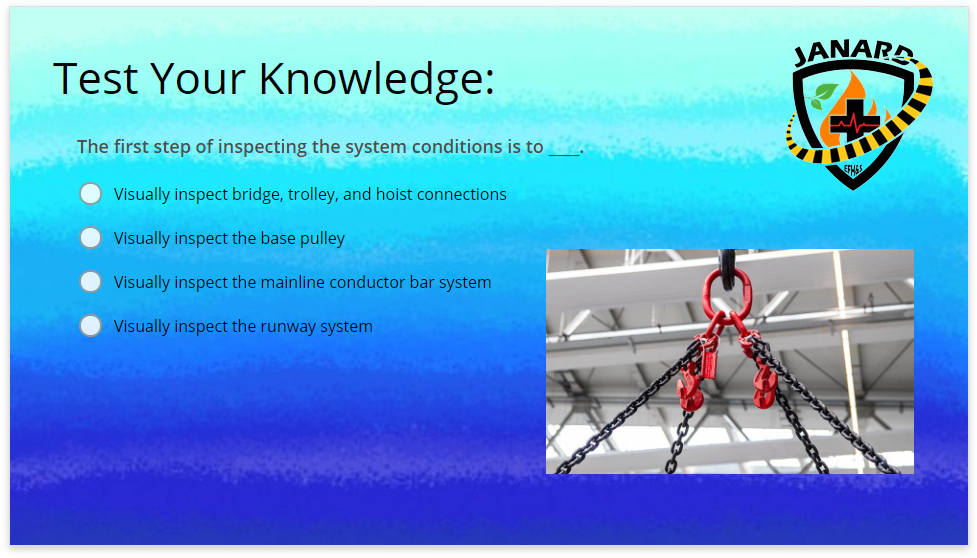 JANARD
Test Your Knowledge:
The first step of inspecting the system conditions is to ____.
Visually inspect bridge, trolley, and hoist connections
Visually inspect the base pulley
Visually inspect the mainline conductor bar system
Visually inspect the runway system